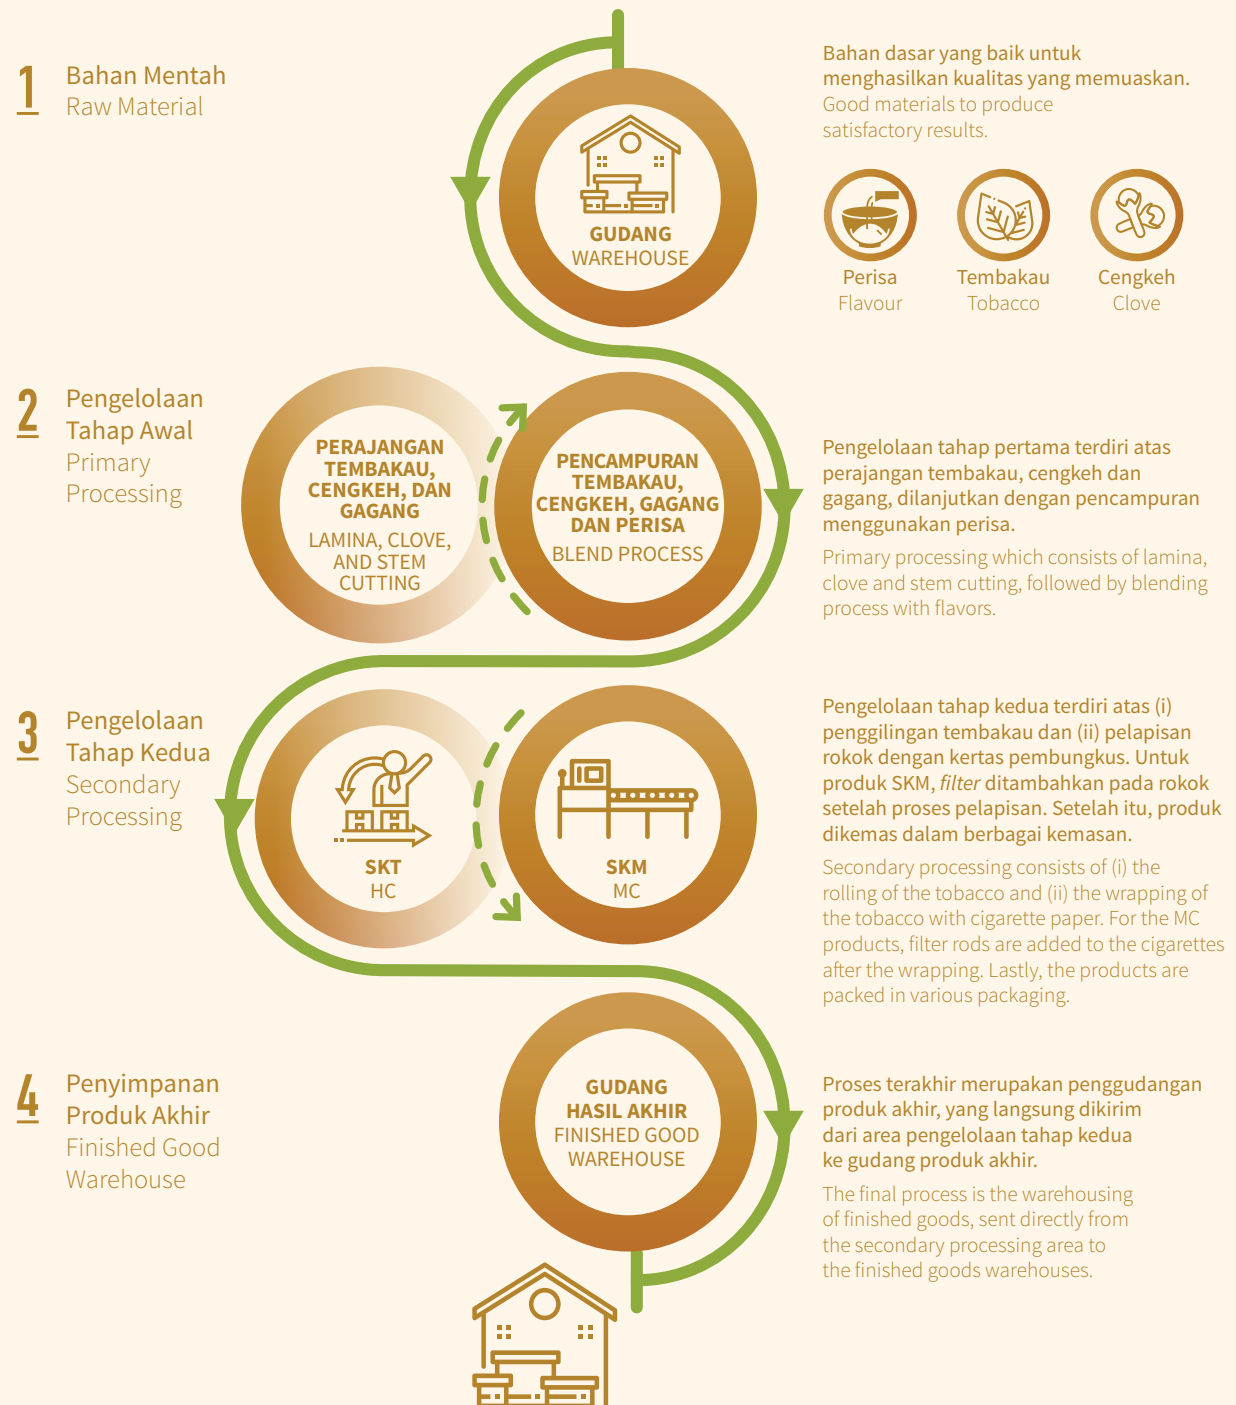 1
Bahan Mentah
Raw Material
GUDANG
WAREHOUSE
Bahan dasar yang baik untuk
menghasilkan kualitas yang memuaskan.
Good materials to produce
satisfactory results.
Perisa
Flavour
Tembakau
Tobacco
Cengkeh
Clove
2
Pengelolaan
Tahap Awal
Primary
Processing
PERAJANGAN
TEMBAKAU,
CENGKEH, DAN
GAGANG
LAMINA, CLOVE,
AND STEM
CUTTING
PENCAMPURAN
TEMBAKAU,
CENGKEH, GAGANG
DAN PERISA
BLEND PROCESS
Pengelolaan tahap pertama terdiri atas
perajangan tembakau, cengkeh dan
gagang, dilanjutkan dengan pencampuran
menggunakan perisa.
Primary processing which consists of lamina,
clove and stem cutting, followed by blending
process with flavors.
3
Pengelolaan
Tahap Kedua
Secondary
Processing
SKT
HC
SKM
MC
Pengelolaan tahap kedua terdiri atas (i)
penggilingan tembakau dan (ii) pelapisan
rokok dengan kertas pembungkus. Untuk
produk SKM, filter ditambahkan pada rokok
setelah proses pelapisan. Setelah itu, produk
dikemas dalam berbagai kemasan.
Secondary processing consists of (i) the
rolling of the tobacco and (ii) the wrapping of
the tobacco with cigarette paper. For the MC
products, filter rods are added to the cigarettes
after the wrapping. Lastly, the products are
packed in various packaging.
4
Penyimpanan
Produk Akhir
Finished Good
Warehouse
GUDANG
HASIL AKHIR
FINISHED GOOD
WAREHOUSE
Proses terakhir merupakan penggudangan
produk akhir, yang langsung dikirim
dari area pengelolaan tahap kedua
ke gudang produk akhir.
The final process is the warehousing
of finished goods, sent directly from
the secondary processing area to
the finished goods warehouses.